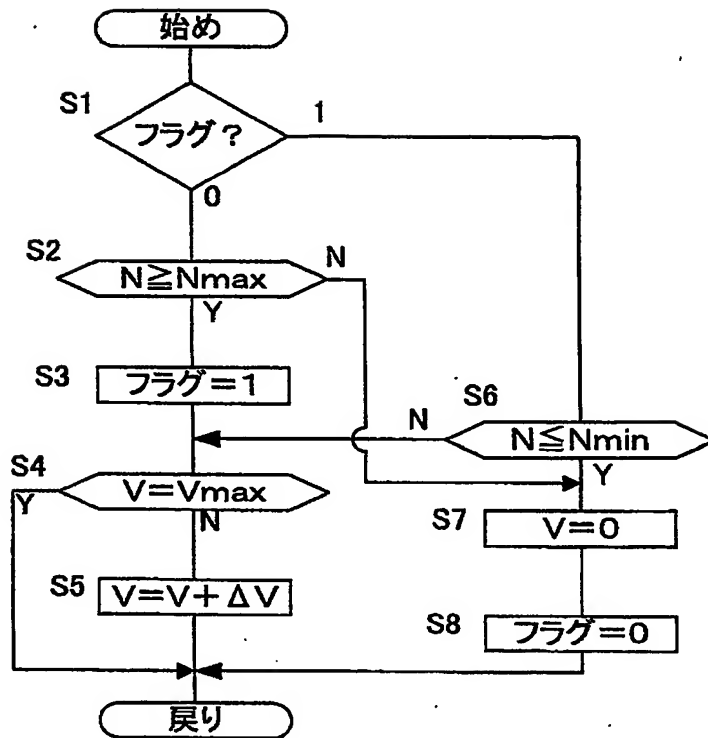 始め
S1
フラグ?
1
0
S2
N≧Nmax
N
Y
S3
フラグ=1
S6
N
N≦Nmin
Y
S4
Y
V=Vmax
N
S7
V=0
S5
V=V+ΔV
S8
フラグ=0
戻り